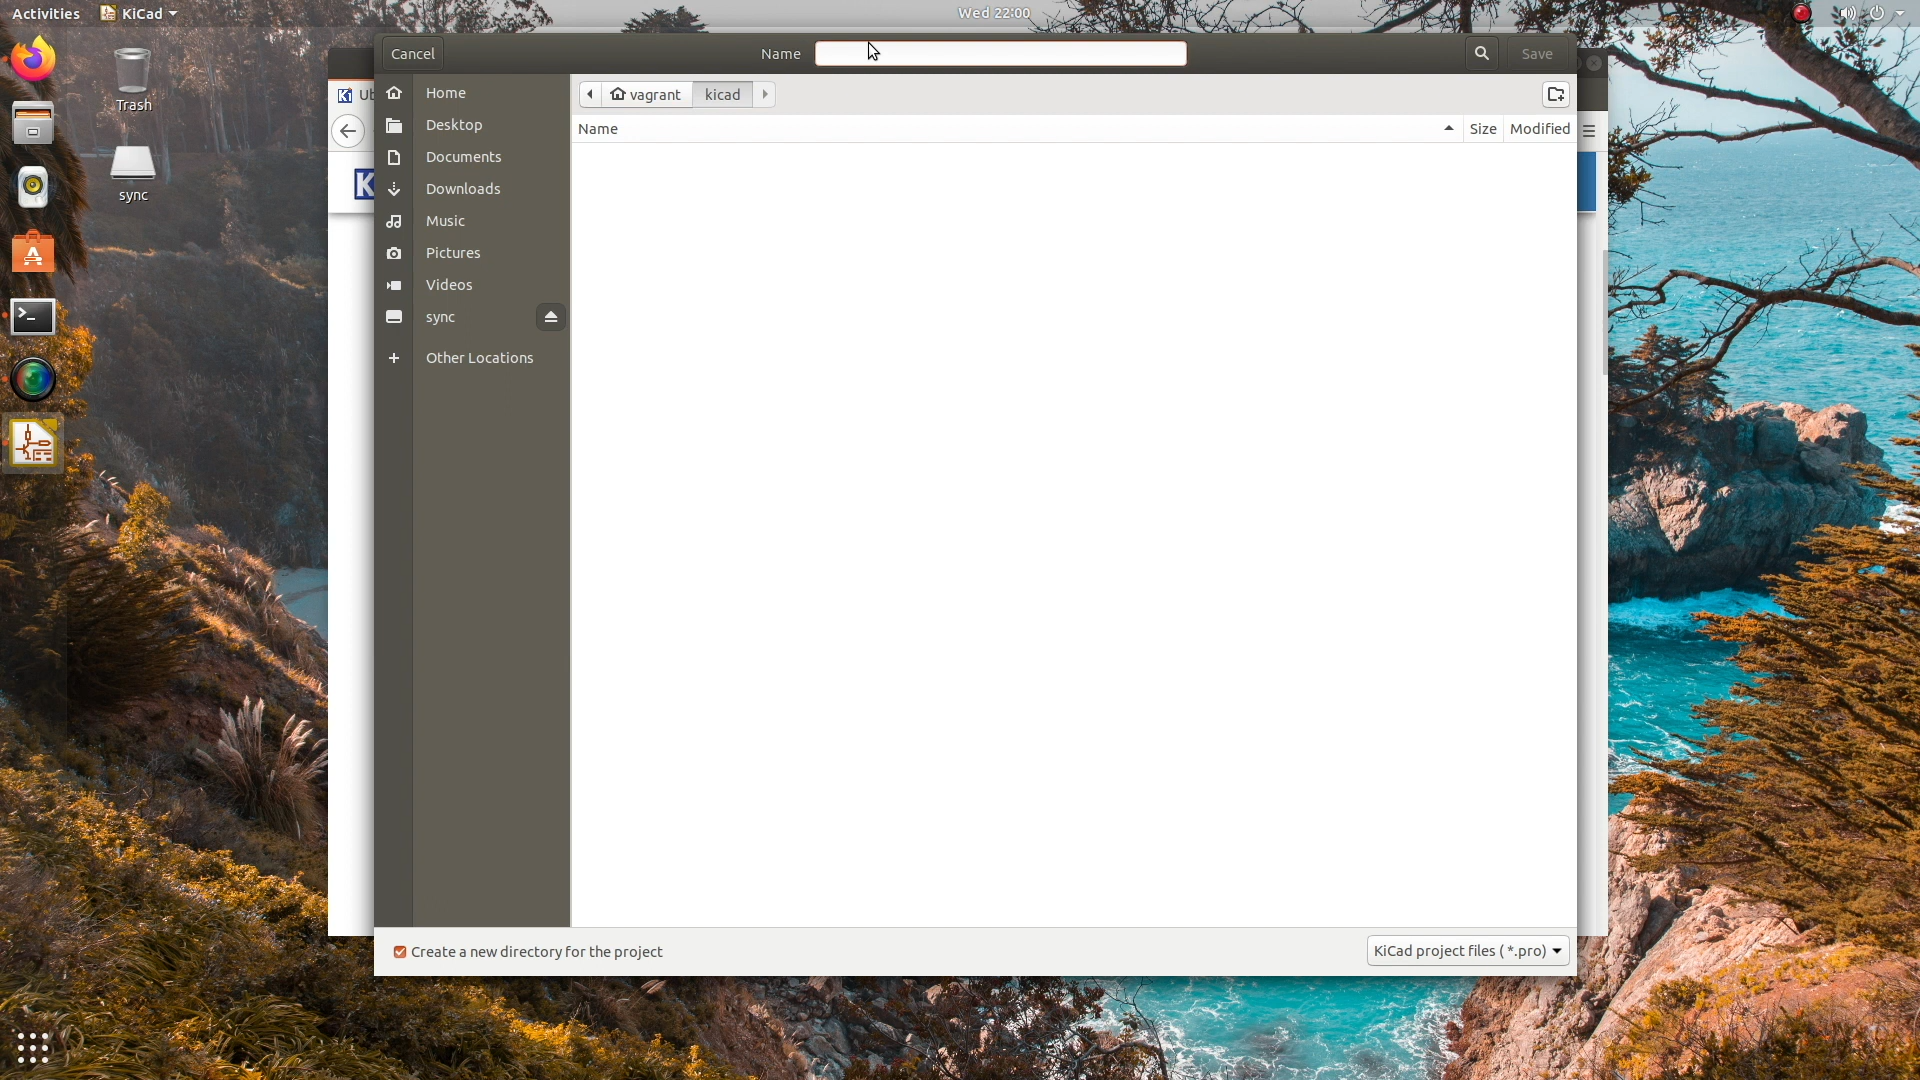 Activities KiCad Wed 22:00
Cancel Name Save
Trash
sync
Ub
K
Home
Desktop
Documents
Downloads
Music
Pictures
Videos
sync
Other Locations
vagrant kicad
Name Size Modified
Create a new directory for the project
KiCad project files ( *.pro)